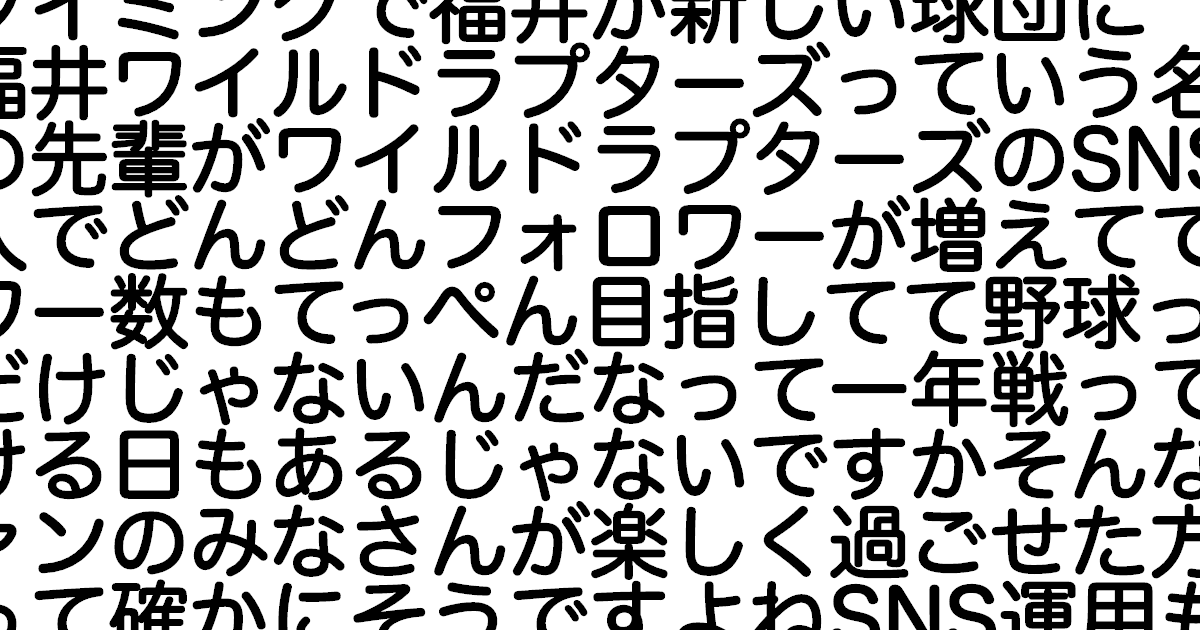 タイミングで福井が新しい球団に
福井ワイルドラプターズっていう名
の先輩がワイルドラプターズのSNS
人でどんどんフォロワーが増えてて
ワー数もてっぺん目指してて野球っ
だけじゃないんだなって一年戦って
ける日もあるじゃないですかそんな
ァンのみなさんが楽しく過ごせた方
って確かにそうですよねSNS運用も